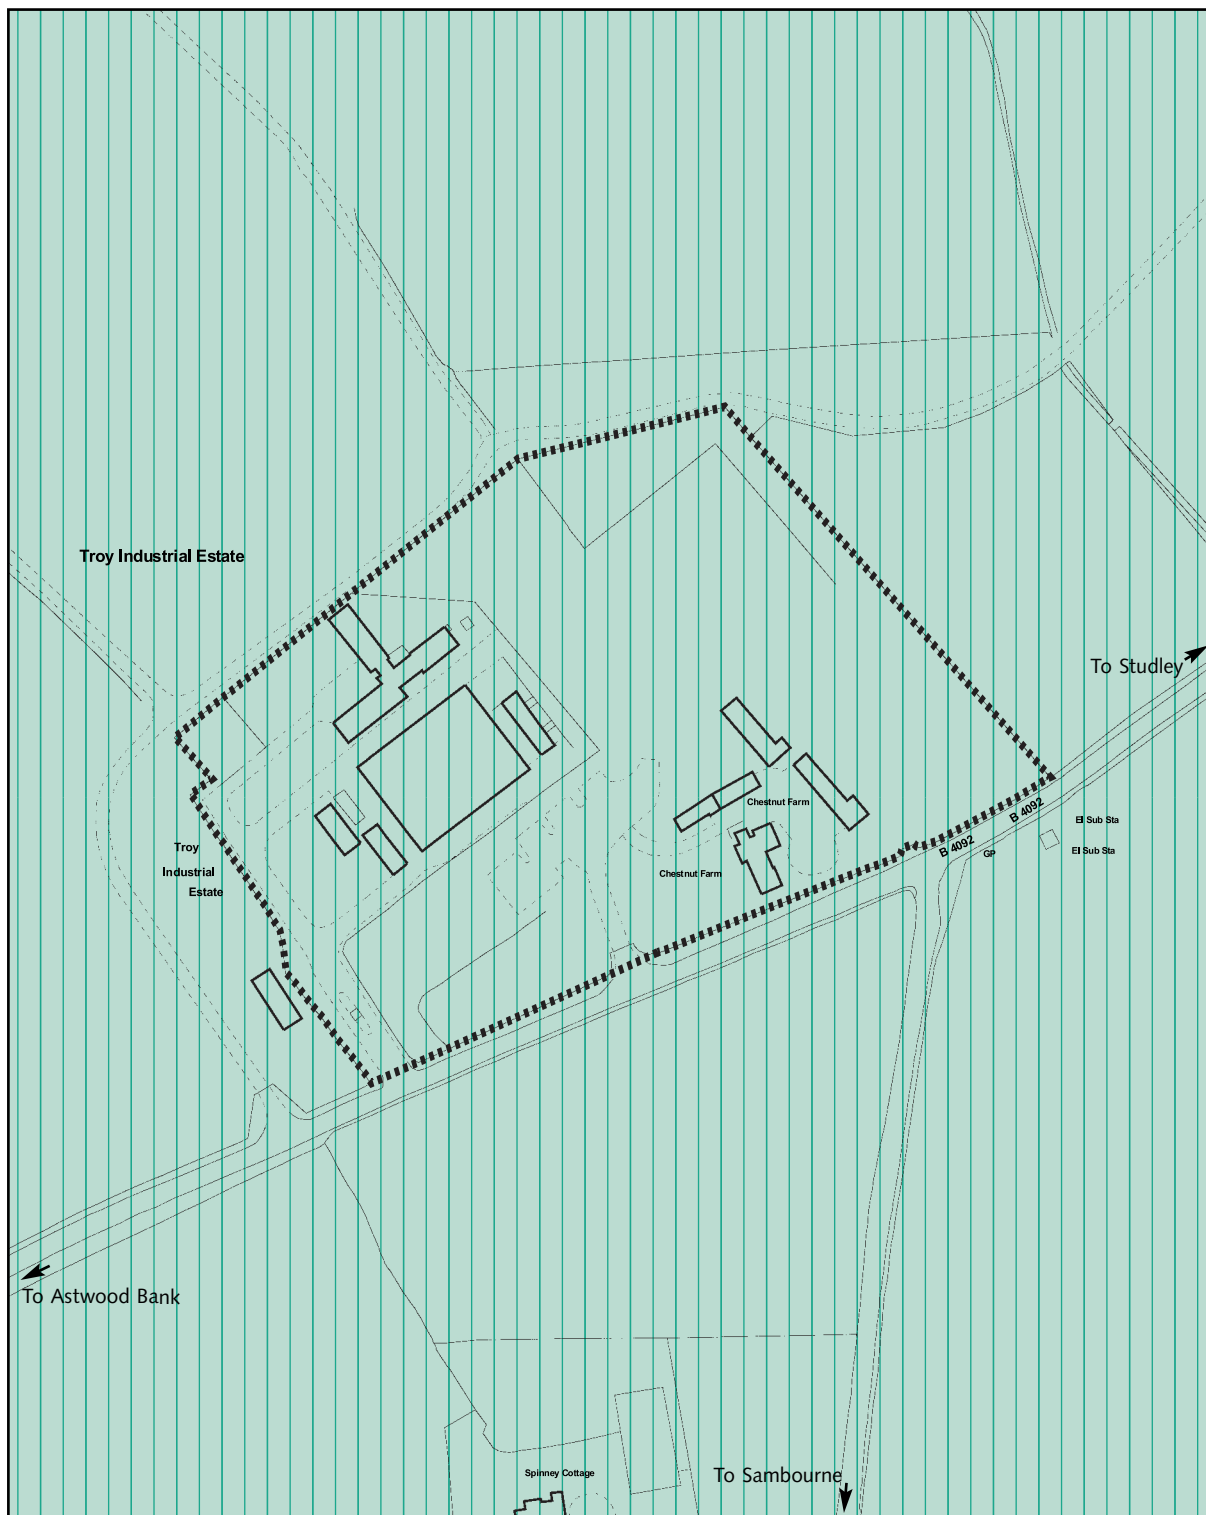 Troy Industrial Estate
To Studley
Chestnut Farm
B 4092
El Sub Sta
B 4092
GP
El Sub Sta
Troy
Industrial
Estate
Chestnut Farm
To Astwood Bank
Spinney Cottage
To Sambourne